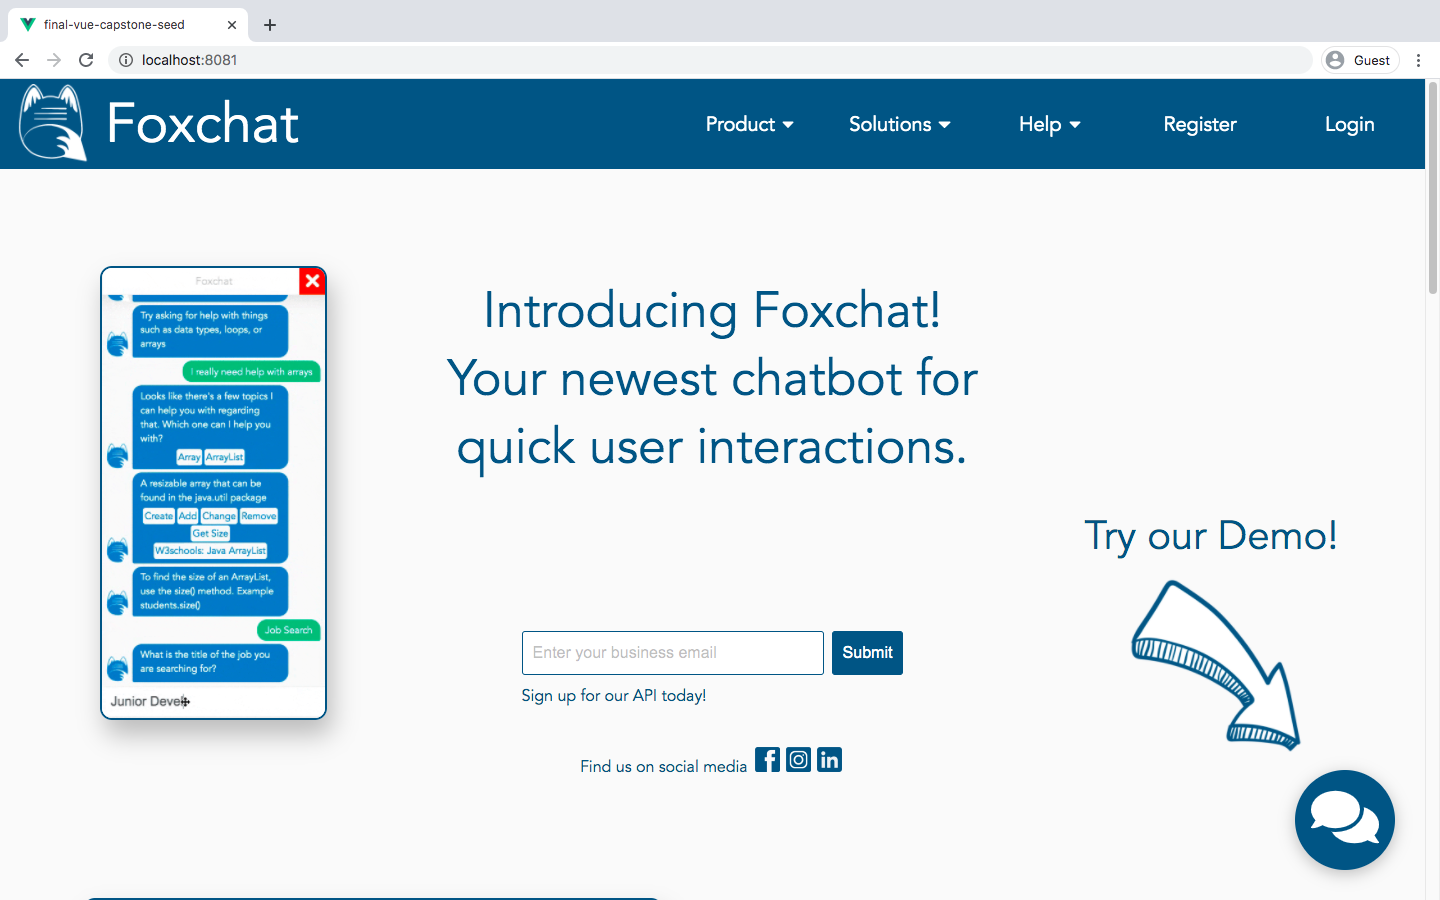 final-vue-capstone-seed
localhost:8081
Guest
Foxchat
Product
Solutions
Help
Register
Login
Foxchat
Try asking for help with things
such as data types, loops, or
arrays
I really need help with arrays
Looks like there's a few topics I
can help you with regarding
that. Which one can I help you
with?
Array ArrayList
A resizable array that can be
found in the java.util package
Create Add Change Remove
Get Size
W3schools: Java ArrayList
To find the size of an ArrayList,
use the size() method. Example
students.size()
Job Search
What is the title of the job you
are searching for?
Junior Devel
Introducing Foxchat!
Your newest chatbot for
quick user interactions.
Enter your business email
Submit
Sign up for our API today!
Find us on social media
Try our Demo!